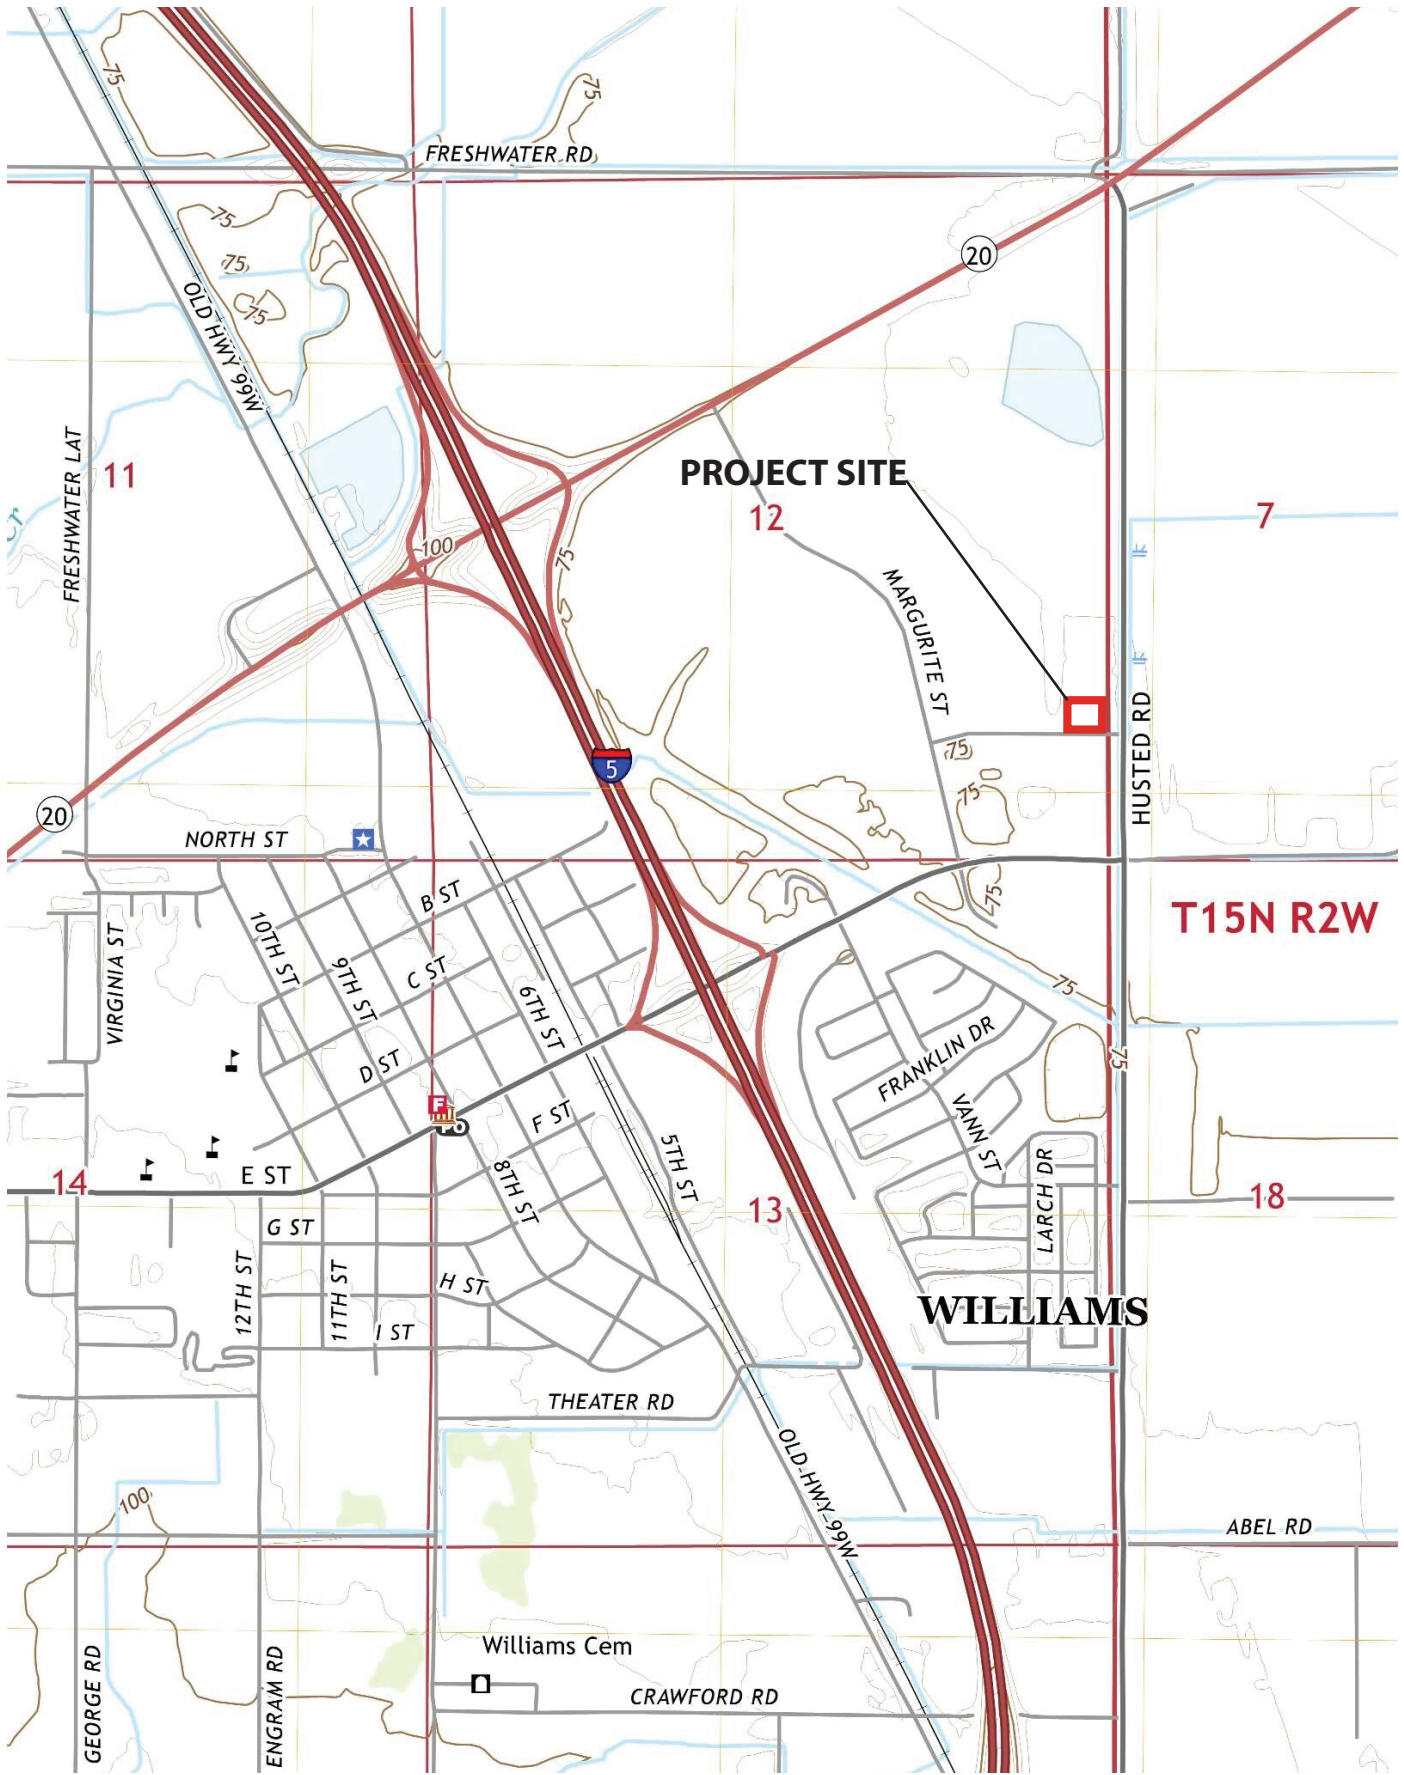 75
75
FRESHWATER RD
75
75
75
20
OLD HWY 99W
FRESHWATER LAT
11
PROJECT SITE
12
7
100
75
MARGURITE ST
HUSTED RD
75
5
75
20
NORTH ST
B ST
75
T15N R2W
10TH ST
VIRGINIA ST
9TH ST
C ST
6TH ST
75
FRANKLIN DR
75
D ST
F
PO
F ST
VANN ST
5TH ST
LARCH DR
14
E ST
8TH ST
13
18
G ST
12TH ST
11TH ST
H ST
I ST
WILLIAMS
THEATER RD
OLD HWY 99W
100
ABEL RD
Williams Cem
GEORGE RD
ENGRAM RD
CRAWFORD RD